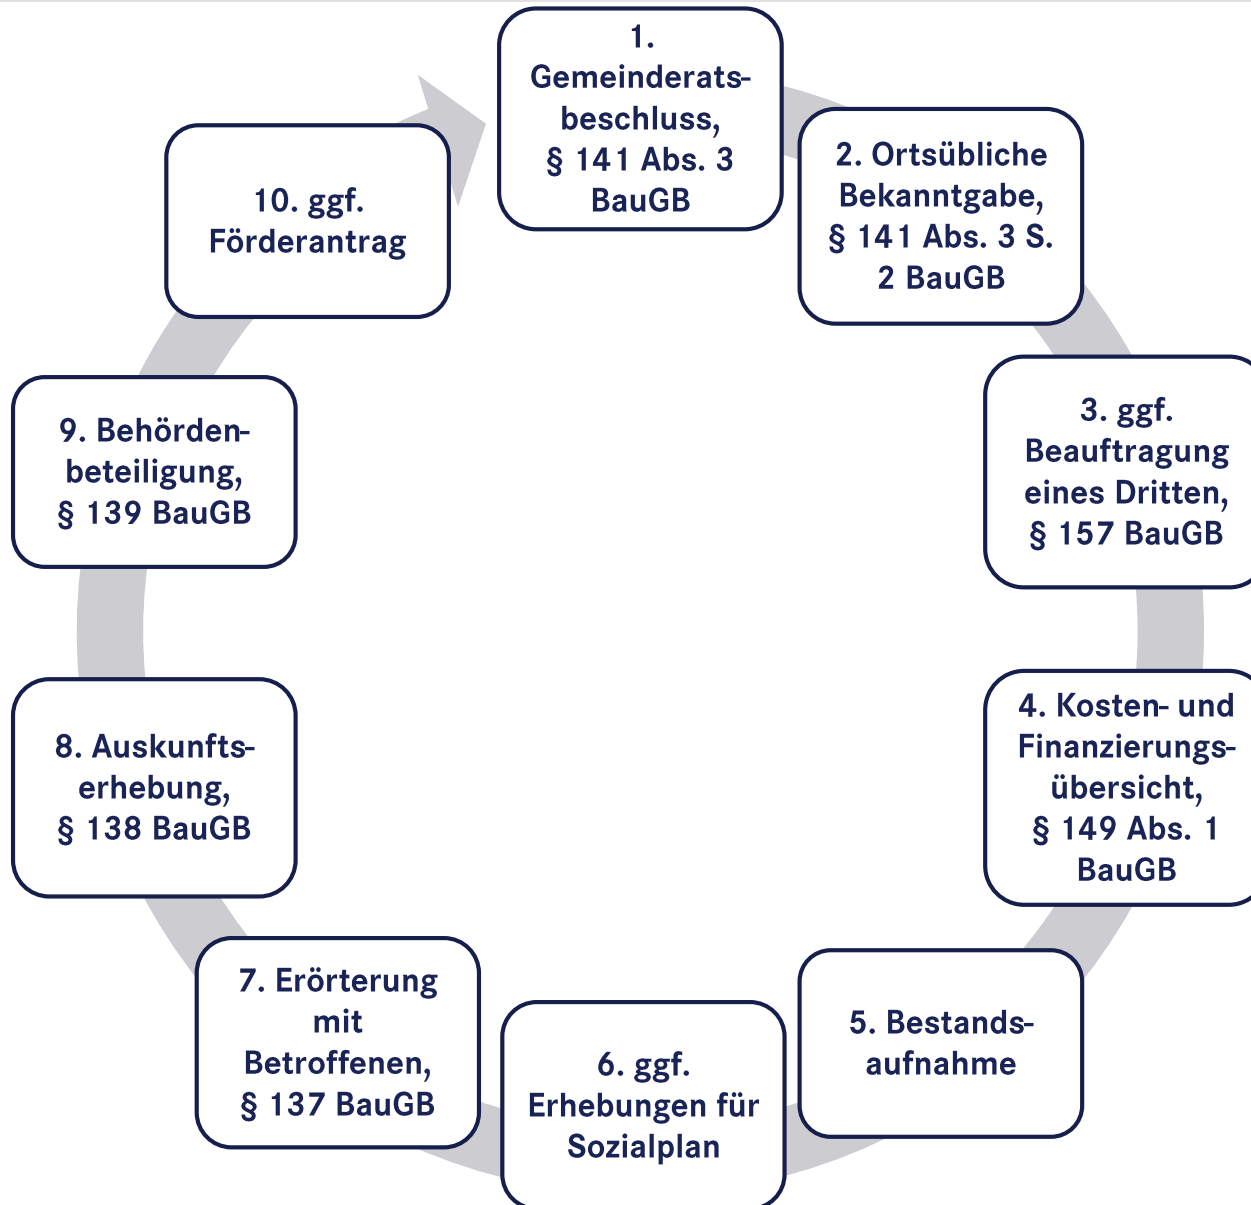 1.
Gemeinderats-
beschluss,
§ 141 Abs. 3
BauGB
2. Ortsübliche
Bekanntgabe,
§ 141 Abs. 3 S.
2 BauGB
3. ggf.
Beauftragung
eines Dritten,
§ 157 BauGB
4. Kosten- und
Finanzierungs-
übersicht,
§ 149 Abs. 1
BauGB
5. Bestands-
aufnahme
6. ggf.
Erhebungen für
Sozialplan
7. Erörterung
mit
Betroffenen,
§ 137 BauGB
8. Auskunfts-
erhebung,
§ 138 BauGB
9. Behörden-
beteiligung,
§ 139 BauGB
10. ggf.
Förderantrag